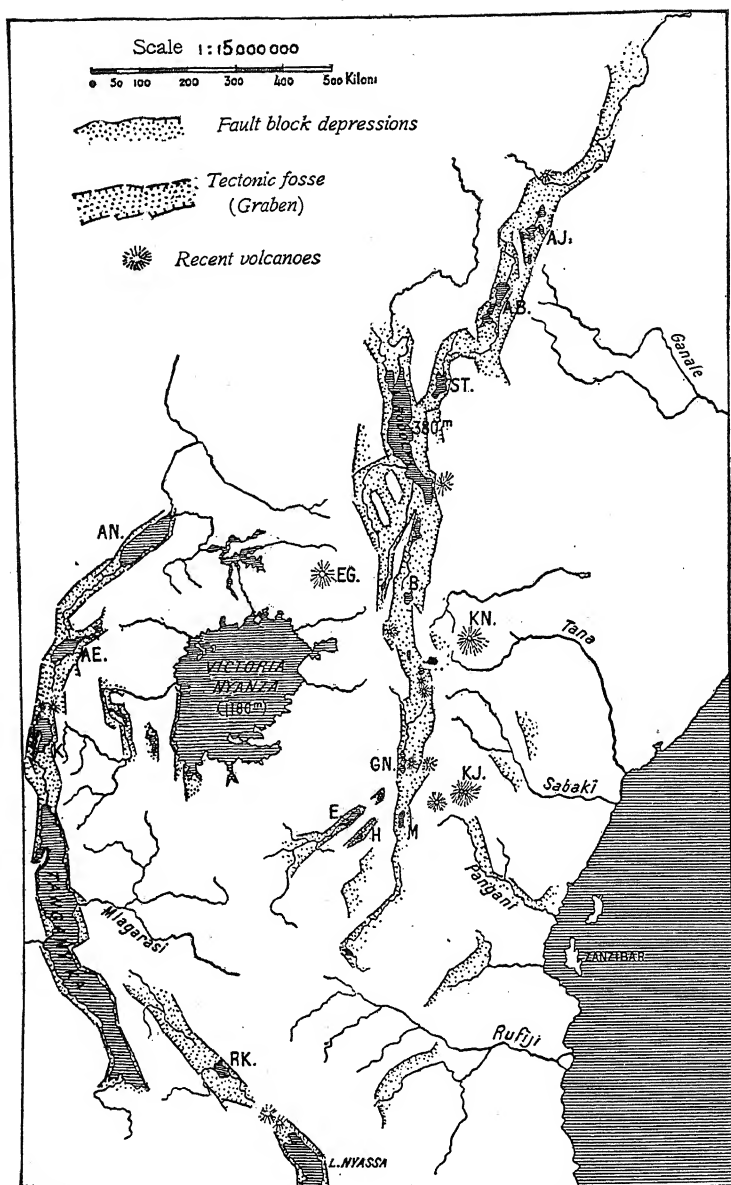 Scale 1:15000000
0 50 100 200 300 400 500 Kilom
Fault block depressions
Tectonic fosse
(Graben)
Recent volcanoes
AJ.
AB.
Ganale
ST.
380m
AN.
EG.
B.
KN.
Tana
AE.
VICTORIA
NYANZA
(1180m)
GN.
KJ.
Sabaki
E
H
M
Pangani
TANGANYIKA
Mlagarasi
ZANZIBAR
Rufiji
RK.
L.NYASSA